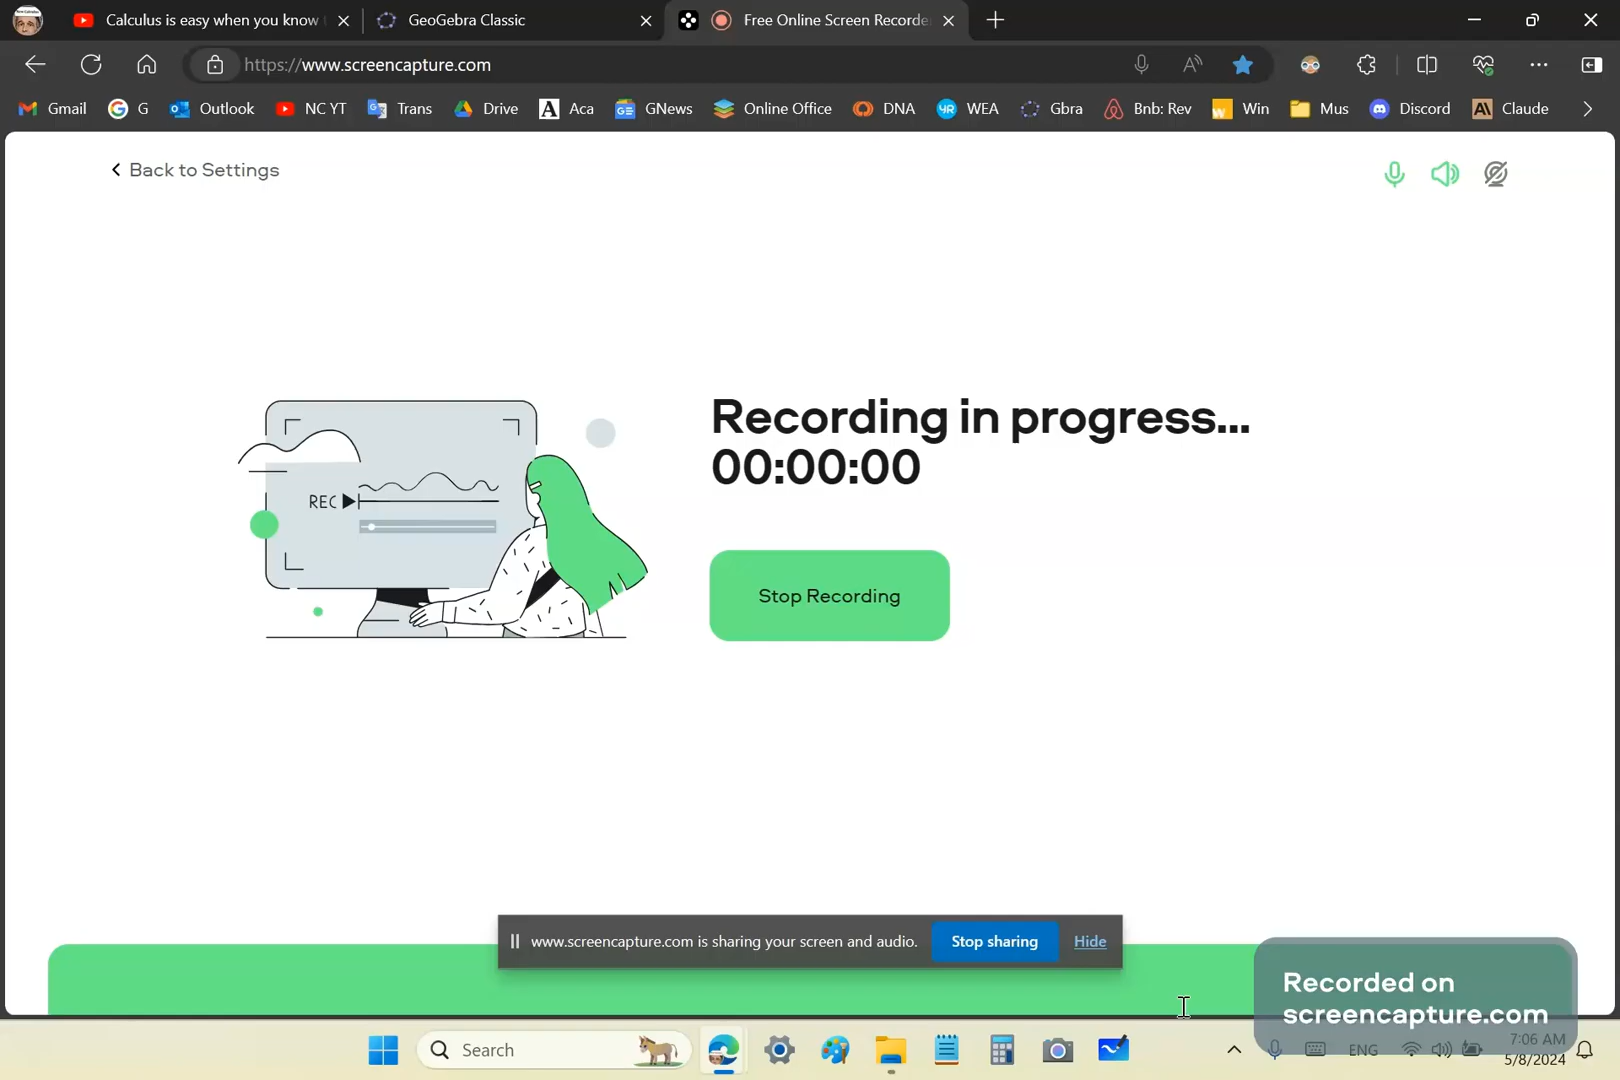 Calculus is easy when you know
GeoGebra Classic
Free Online Screen Recorde
https://www.screencapture.com
Gmail
G
Outlook
NC YT
Trans
Drive
Aca
GNews
Online Office
DNA
WEA
Gbra
Bnb: Rev
Win
Mus
Discord
Claude
Back to Settings
Recording in progress...
00:00:00
REC
Stop Recording
www.screencapture.com is sharing your screen and audio.
Stop sharing
Hide
Recorded on
screencapture.com
Search
ENG
7:06 AM
5/8/2024